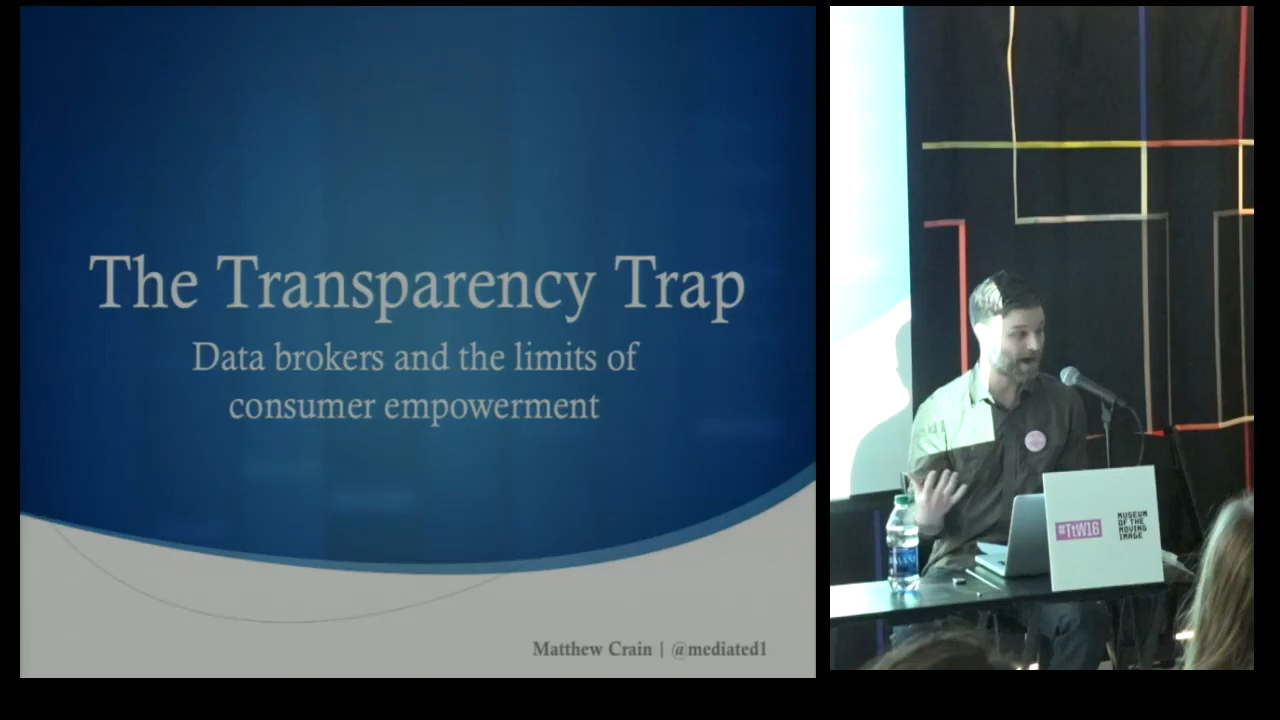 The Transparency Trap
Data brokers and the limits of
consumer empowerment
Matthew Crain | @mediated1
#TtW16
MUSEUM
OF THE
MOVING
IMAGE